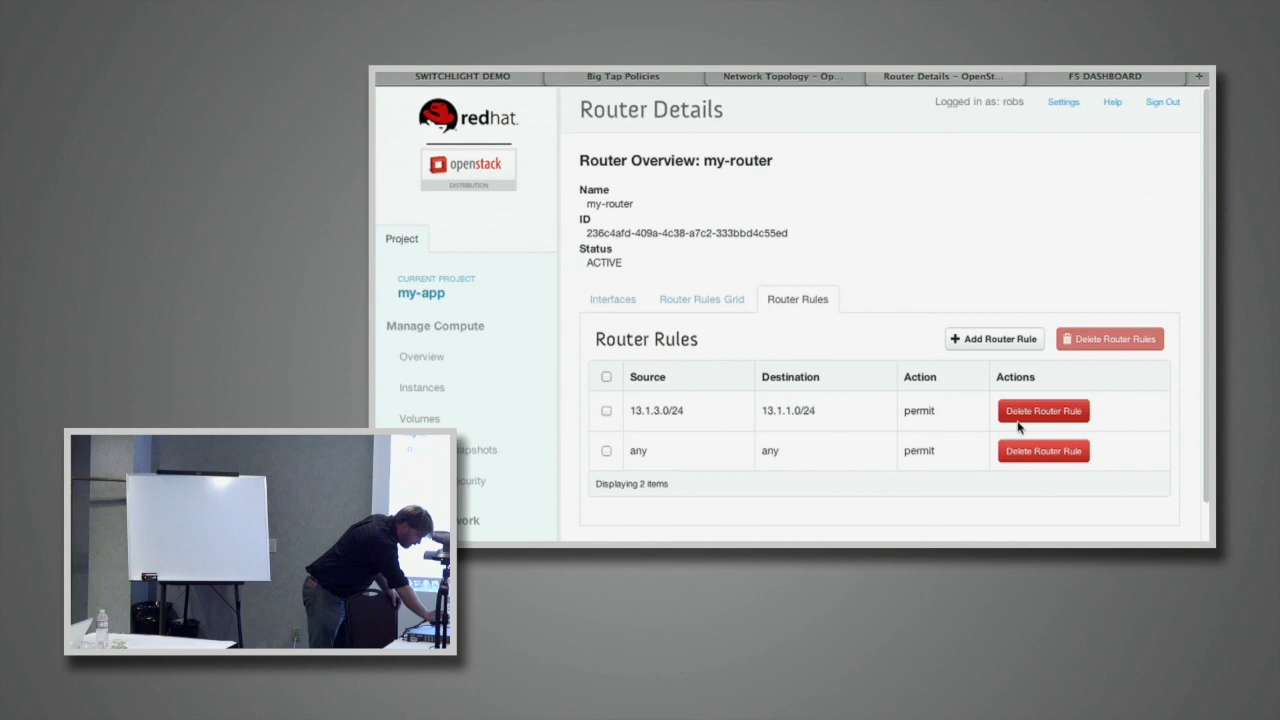 SWITCHLIGHT DEMO
Big Tap Policies
Network Topology – Op...
Router Details – OpenSt...
F5 DASHBOARD
+
redhat.
openstack
DISTRIBUTION
Router Details
Logged in as: robs
Settings
Help
Sign Out
Project
CURRENT PROJECT
my-app
Manage Compute
Overview
Instances
Volumes
apshots
ecurity
work
Router Overview: my-router
Name
my-router
ID
236c4afd-409a-4c38-a7c2-333bbd4c55ed
Status
ACTIVE
Interfaces
Router Rules Grid
Router Rules
Router Rules
+ Add Router Rule
Delete Router Rules
Source Destination Action Actions
13.1.3.0/24 13.1.1.0/24 permit Delete Router Rule
any any permit Delete Router Rule
Displaying 2 items